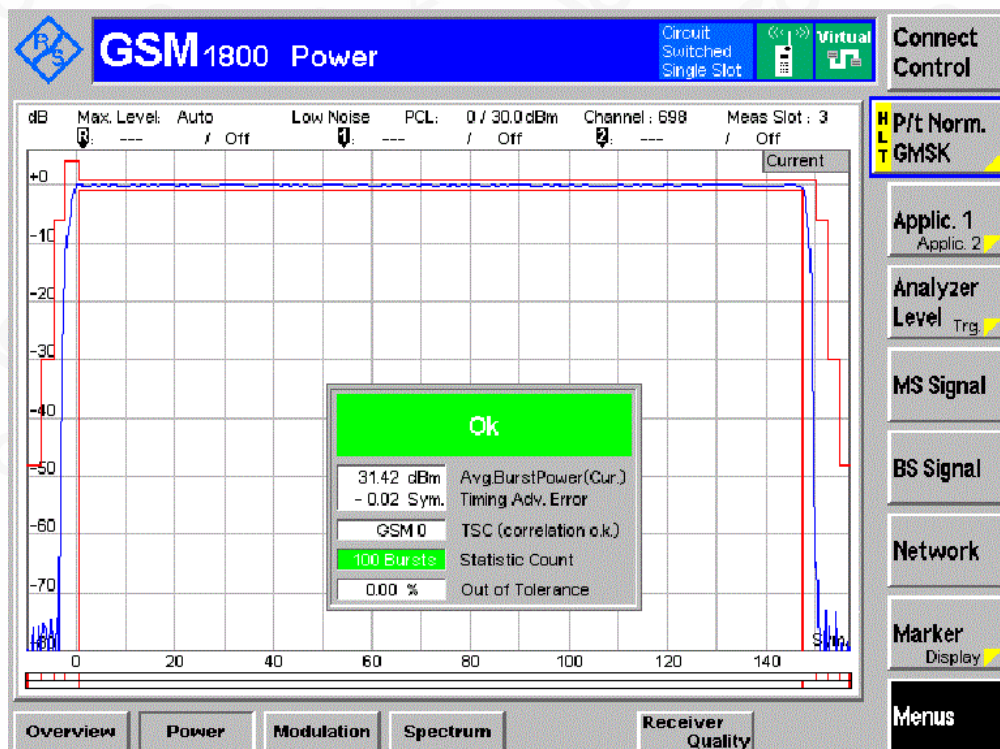 R S
GSM 1800 Power
Circuit Switched Single Slot
Virtual
Connect Control
dB Max. Level: Auto Low Noise PCL: 0 / 30.0 dBm Channel : 698 Meas Slot : 3
R : --- / Off 1 : --- / Off 2 : --- / Off
Current
HLT
P/t Norm. GMSK
Applic. 1
Applic. 2
Analyzer Level Trg.
MS Signal
BS Signal
Network
Marker
Display
Menus
+0
-10
-20
-30
-40
-50
-60
-70
-80
Ok
31.42 dBm Avg.BurstPower(Cur.)
- 0.02 Sym. Timing Adv. Error
GSM 0 TSC (correlation o.k.)
100 Bursts Statistic Count
0.00 % Out of Tolerance
0 20 40 60 80 100 120 140
Overview Power Modulation Spectrum Receiver Quality